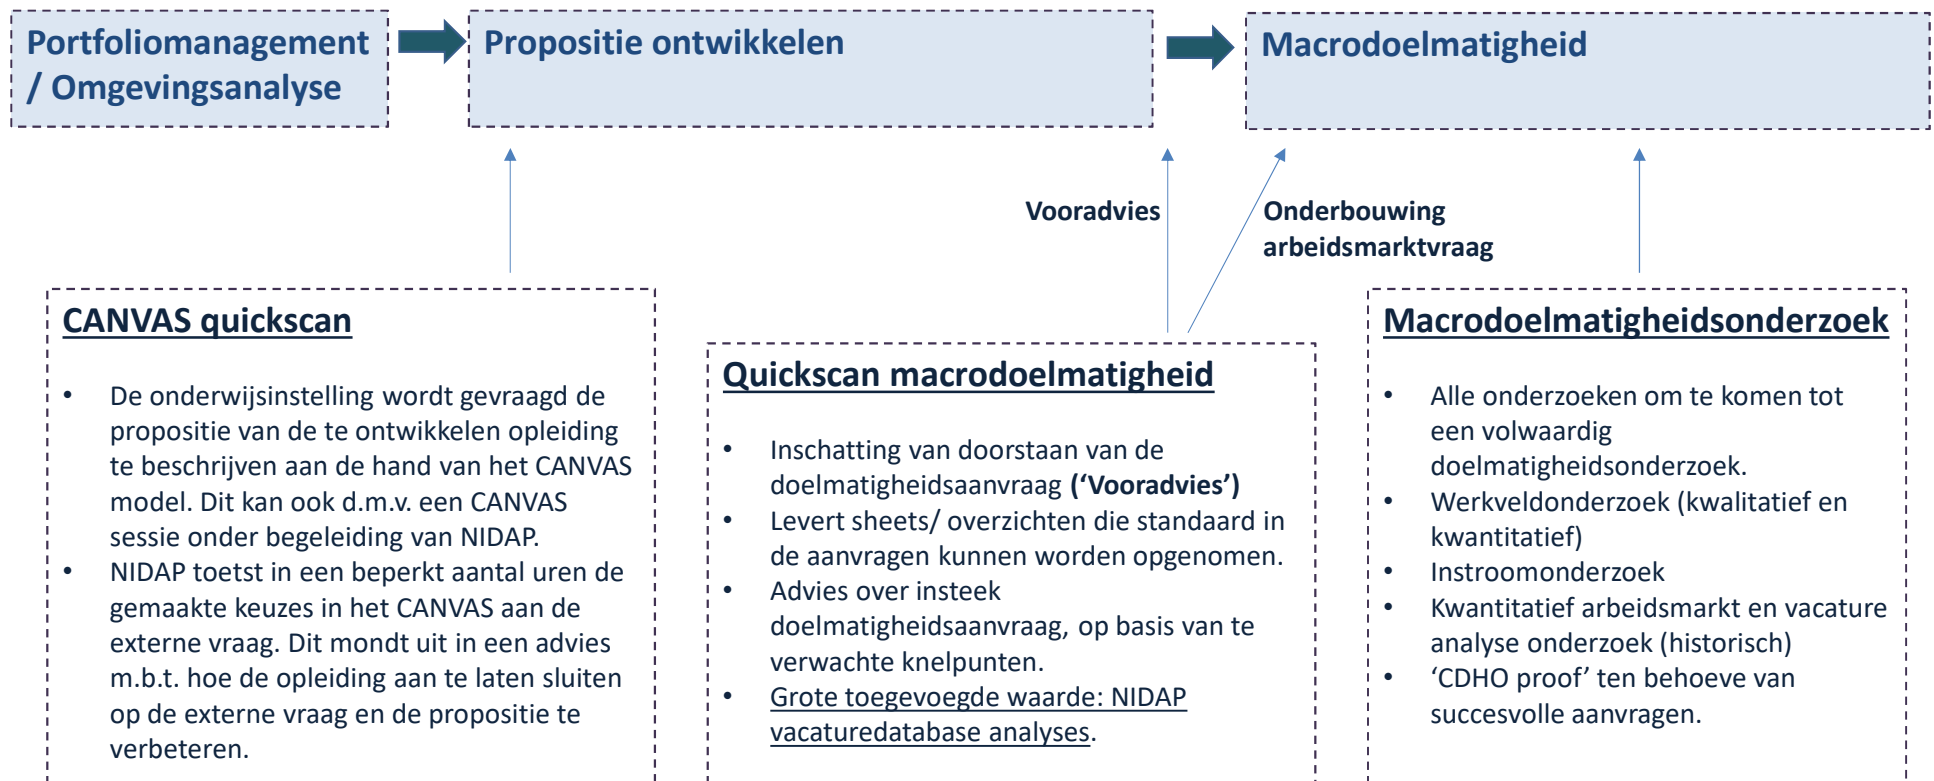 Portfoliomanagement
/ Omgevingsanalyse
Propositie ontwikkelen
Macrodoelmatigheid
Vooradvies
Onderbouwing
arbeidsmarktvraag
CANVAS quickscan
• De onderwijsinstelling wordt gevraagd de
propositie van de te ontwikkelen opleiding
te beschrijven aan de hand van het CANVAS
model. Dit kan ook d.m.v. een CANVAS
sessie onder begeleiding van NIDAP.
• NIDAP toetst in een beperkt aantal uren de
gemaakte keuzes in het CANVAS aan de
externe vraag. Dit mondt uit in een advies
m.b.t. hoe de opleiding aan te laten sluiten
op de externe vraag en de propositie te
verbeteren.
Quickscan macrodoelmatigheid
• Inschatting van doorstaan van de
doelmatigheidsaanvraag (‘Vooradvies’)
• Levert sheets/ overzichten die standaard in
de aanvragen kunnen worden opgenomen.
• Advies over insteek
doelmatigheidsaanvraag, op basis van te
verwachte knelpunten.
• Grote toegevoegde waarde: NIDAP
vacaturedatabase analyses.
Macrodoelmatigheidsonderzoek
• Alle onderzoeken om te komen tot
een volwaardig
doelmatigheidsonderzoek.
• Werkveldonderzoek (kwalitatief en
kwantitatief)
• Instroomonderzoek
• Kwantitatief arbeidsmarkt en vacature
analyse onderzoek (historisch)
• ‘CDHO proof’ ten behoeve van
succesvolle aanvragen.